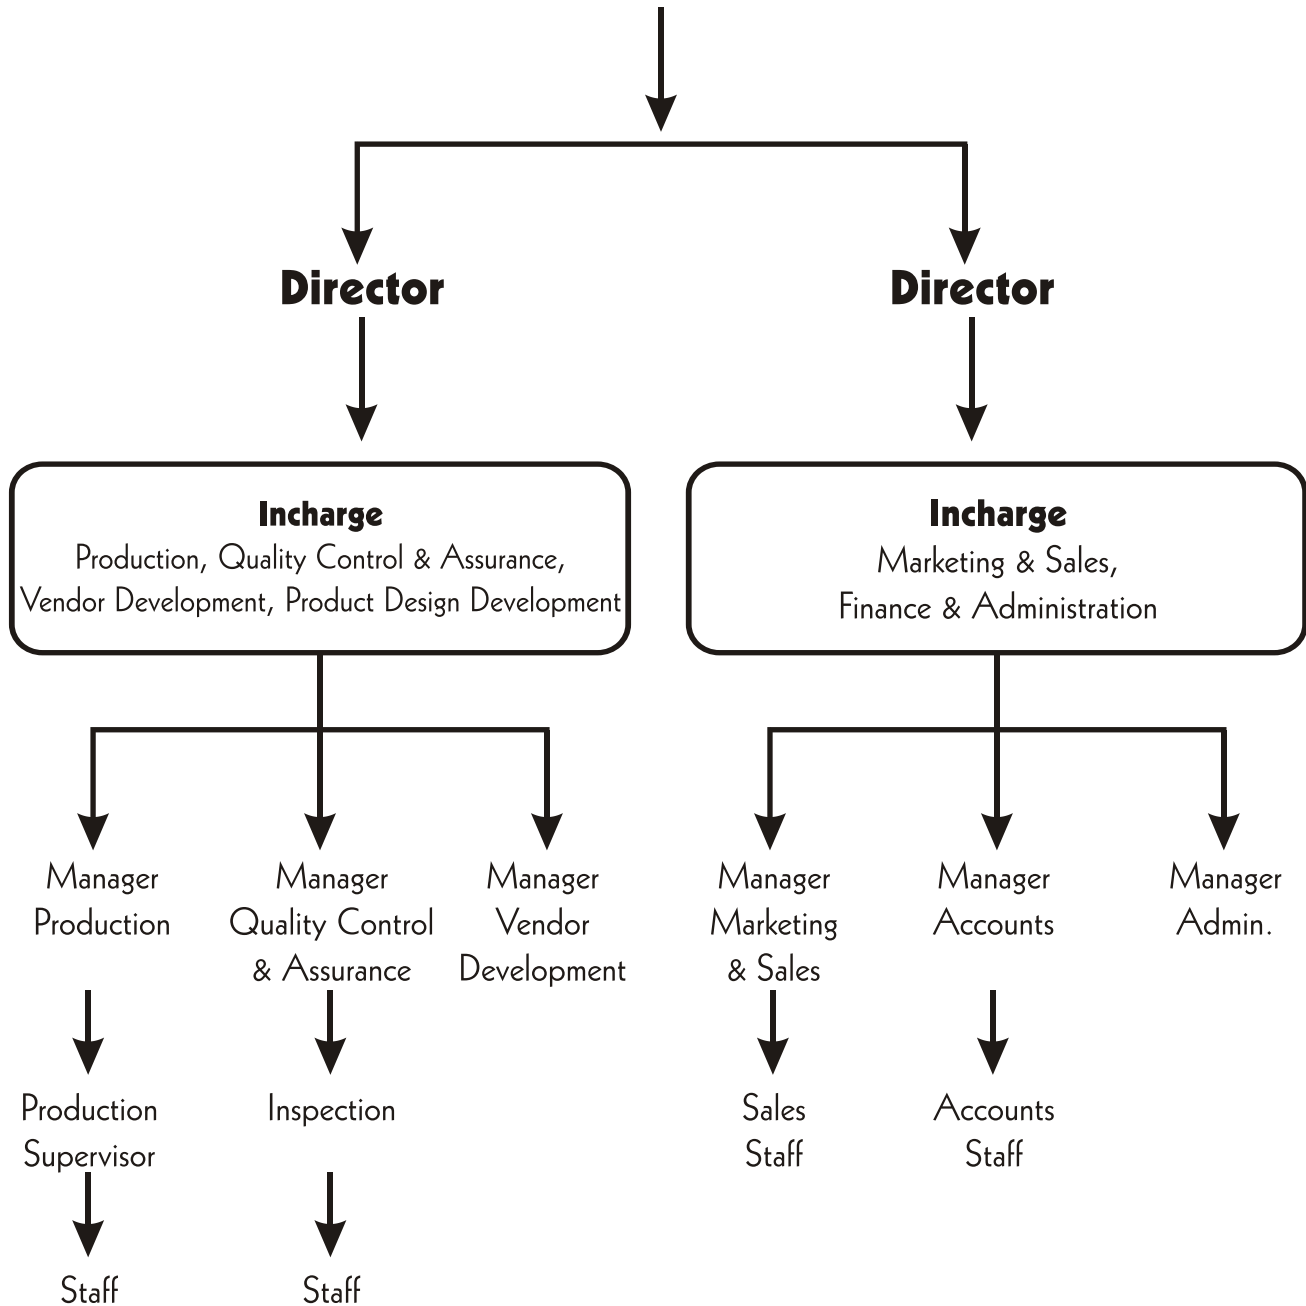 Director
Director
Incharge
Production, Quality Control & Assurance,
Vendor Development, Product Design Development
Incharge
Marketing & Sales,
Finance & Administration
Manager
Production
Manager
Quality Control
& Assurance
Manager
Vendor
Development
Manager
Marketing
& Sales
Manager
Accounts
Manager
Admin.
Production
Supervisor
Inspection
Sales
Staff
Accounts
Staff
Staff
Staff